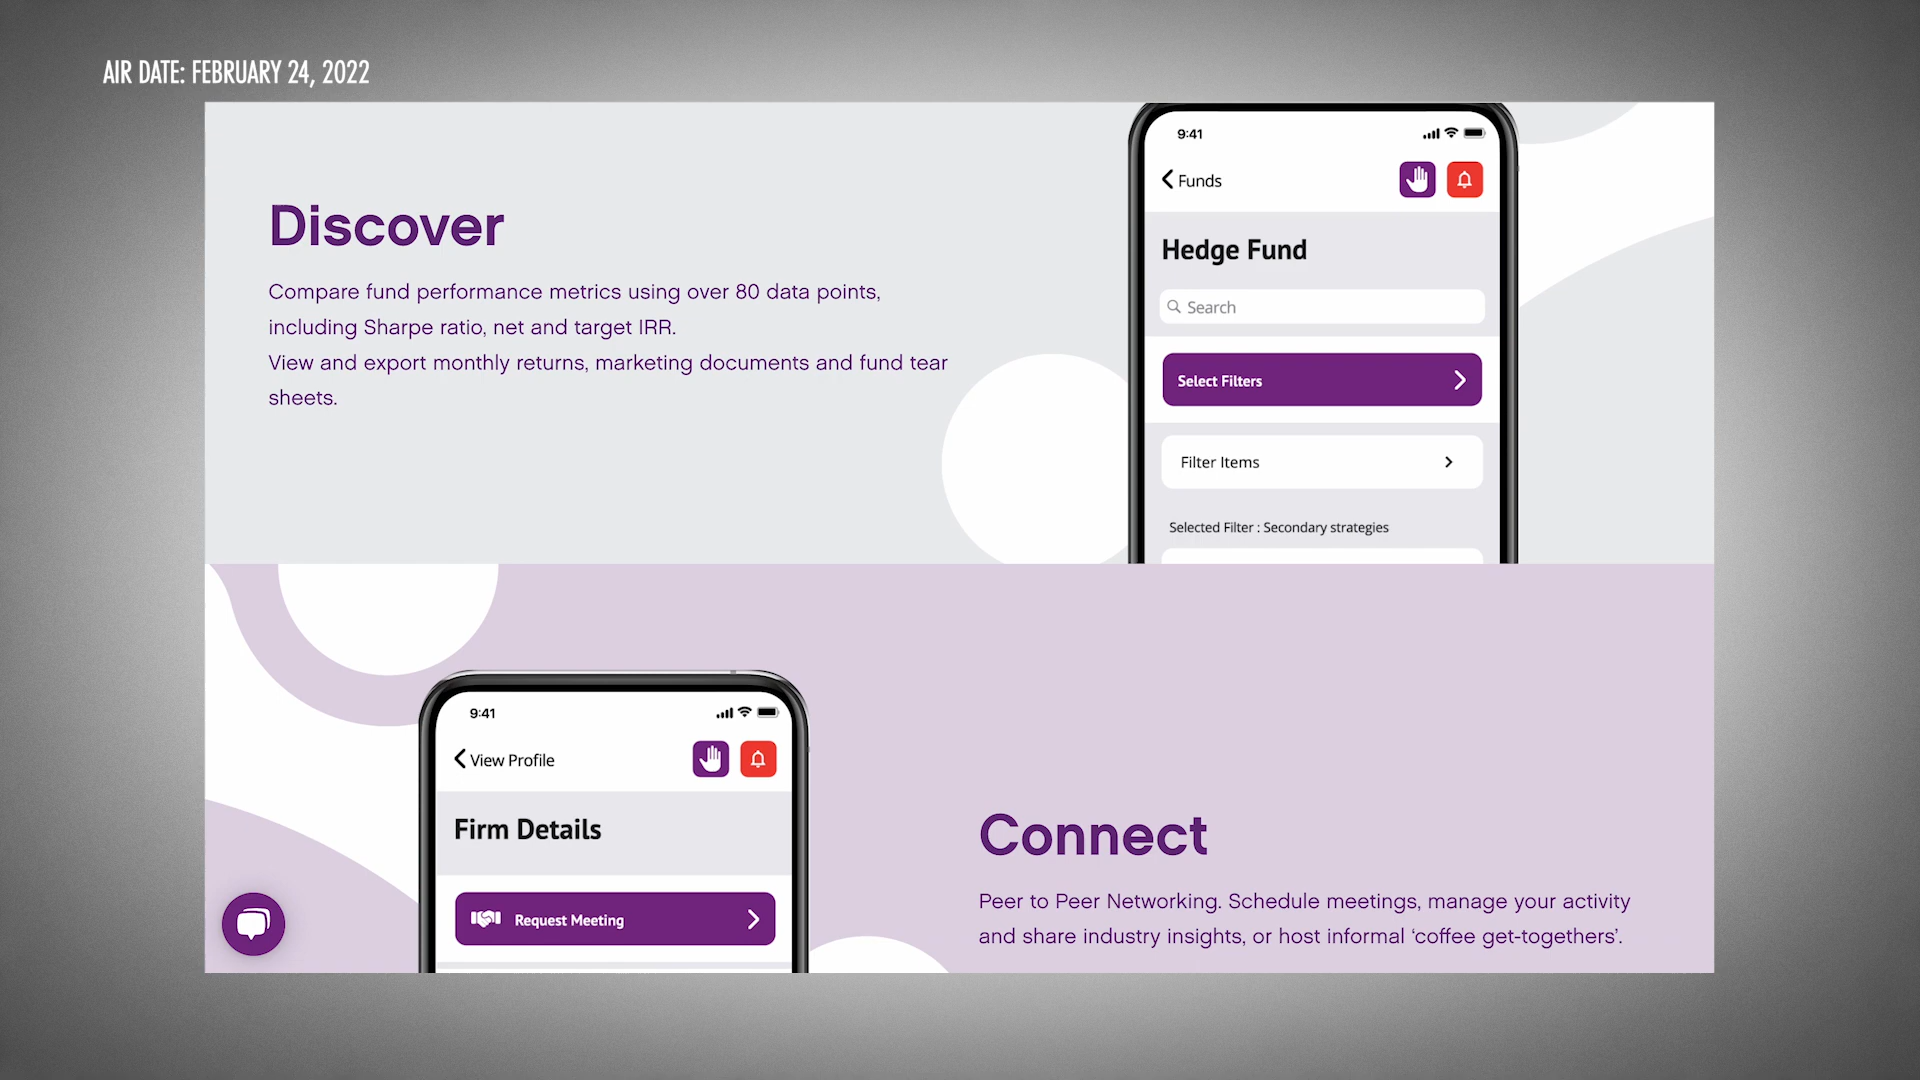 AIR DATE: FEBRUARY 24, 2022
Discover
Compare fund performance metrics using over 80 data points,
including Sharpe ratio, net and target IRR.
View and export monthly returns, marketing documents and fund tear
sheets.
9:41
Funds
Hedge Fund
Search
Select Filters
Filter Items
Selected Filter : Secondary strategies
9:41
View Profile
Firm Details
Request Meeting
Connect
Peer to Peer Networking. Schedule meetings, manage your activity
and share industry insights, or host informal ‘coffee get-togethers’.